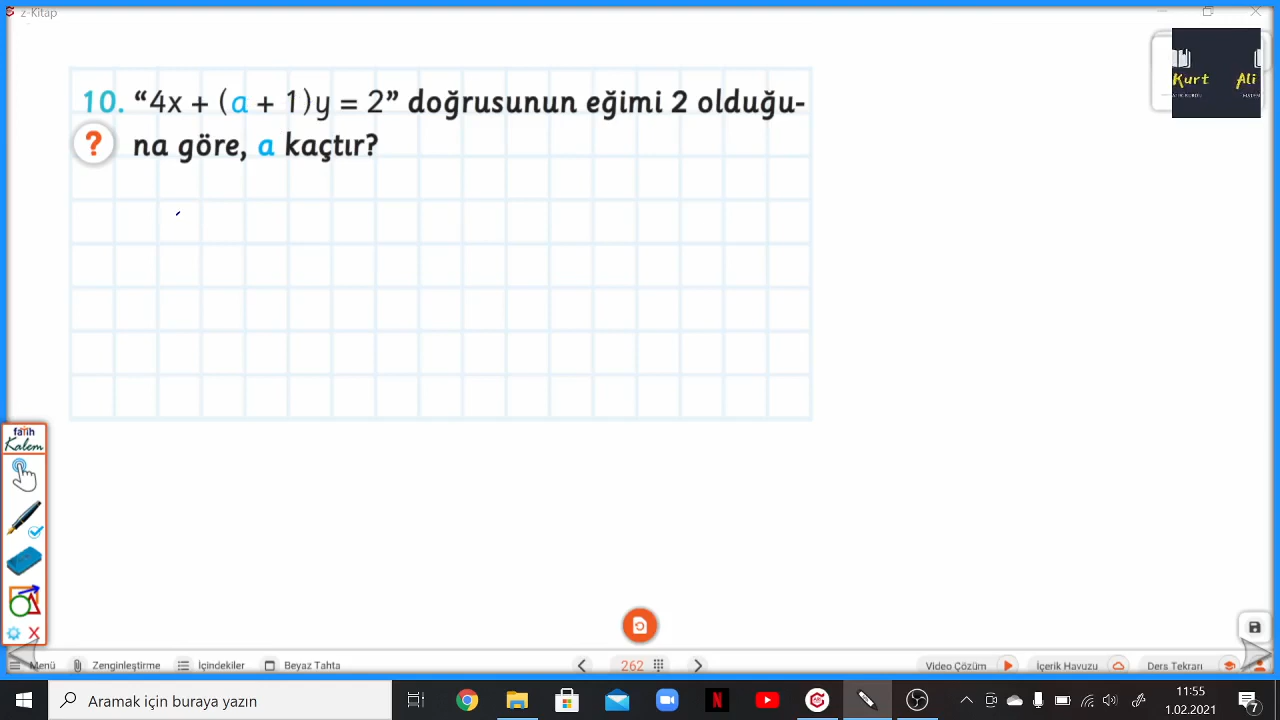 z-Kitap
Kurt Ali
10. “4x + (a + 1)y = 2” doğrusunun eğimi 2 olduğu-
? na göre, a kaçtır?
fatih
Kalem
Menü Zenginleştirme İçindekiler Beyaz Tahta 262 Video Çözüm İçerik Havuzu Ders Tekrarı
Aramak için buraya yazın
11:55
1.02.2021
7